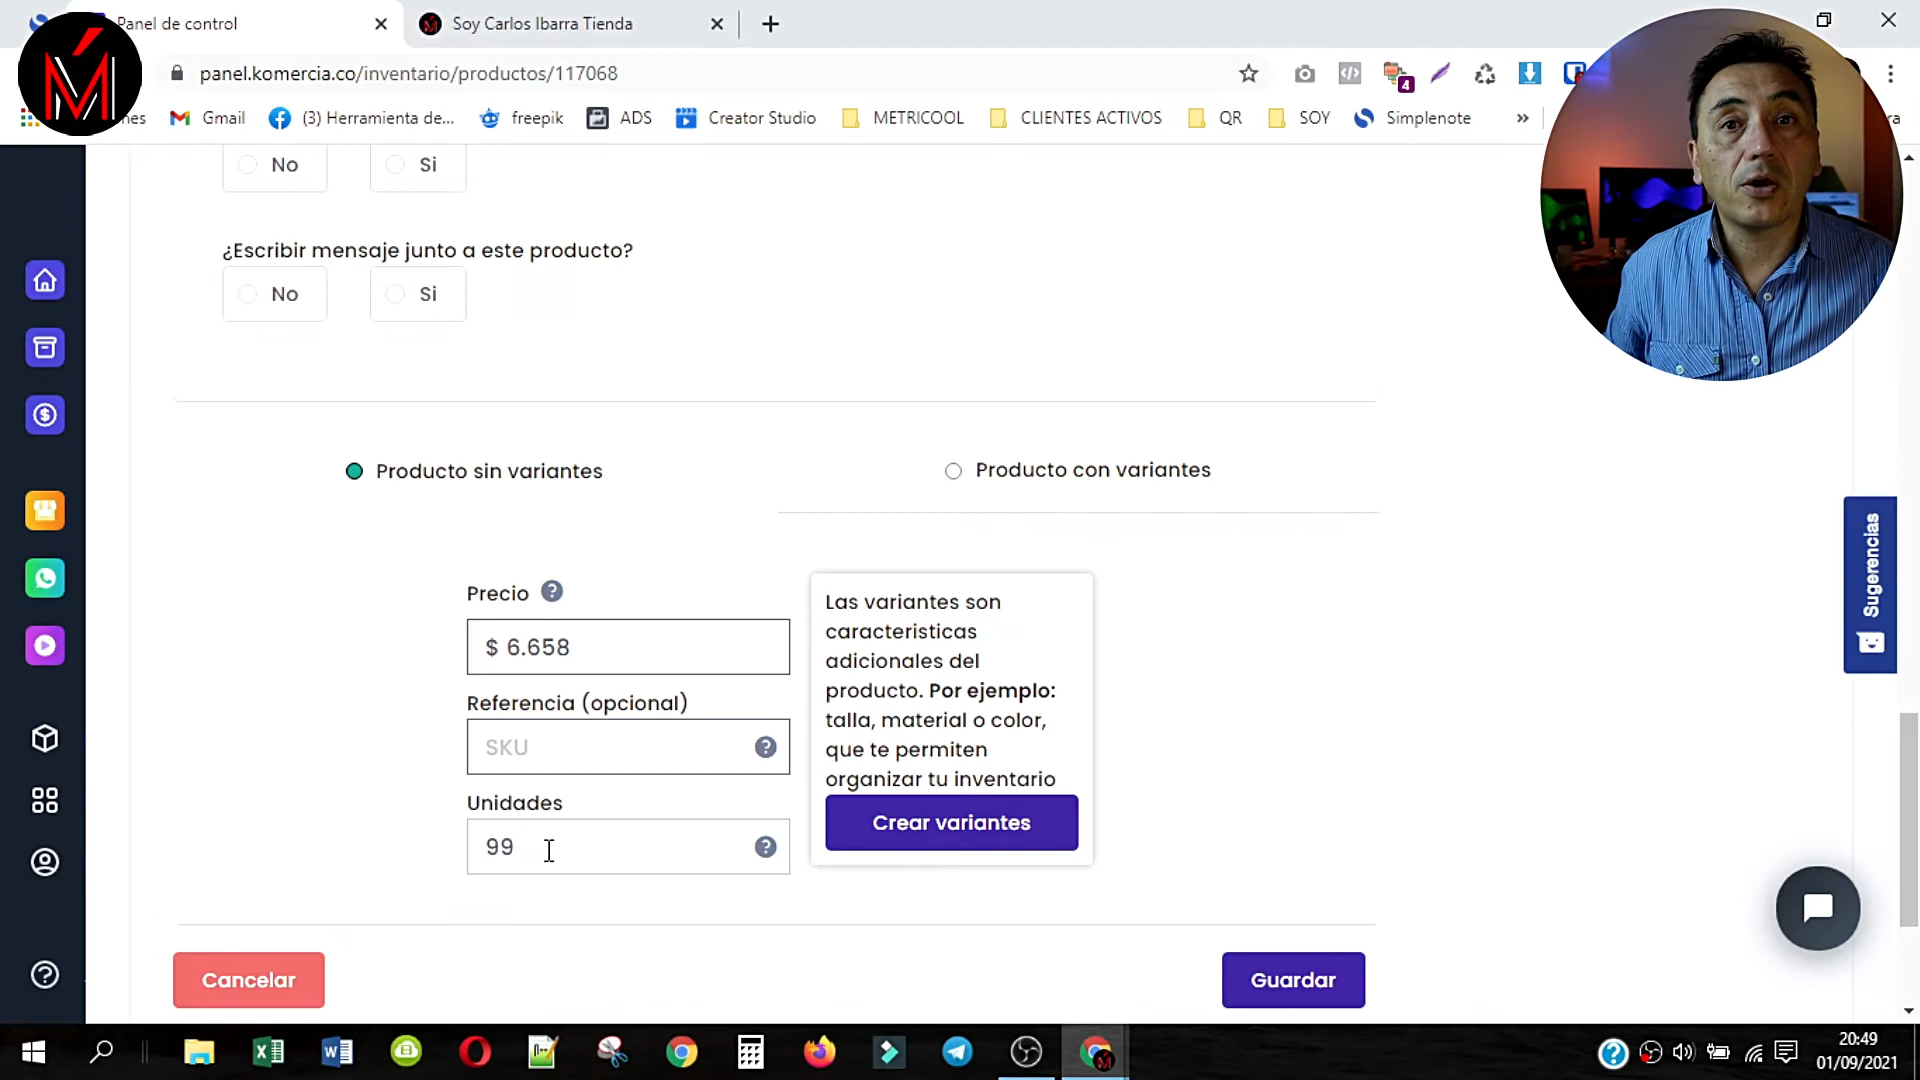 Panel de control
Soy Carlos Ibarra Tienda
panel.komercia.co/inventario/productos/117068
4
Gmail
(3) Herramienta de...
freepik
ADS
Creator Studio
METRICOOL
CLIENTES ACTIVOS
QR
SOY
Simplenote
»
No
Si
¿Escribir mensaje junto a este producto?
No
Si
Producto sin variantes
Producto con variantes
Precio
$ 6.658
Referencia (opcional)
SKU
Unidades
99
Las variantes son
caracteristicas
adicionales del
producto. Por ejemplo:
talla, material o color,
que te permiten
organizar tu inventario
Crear variantes
Sugerencias
Cancelar
Guardar
20:49
01/09/2021